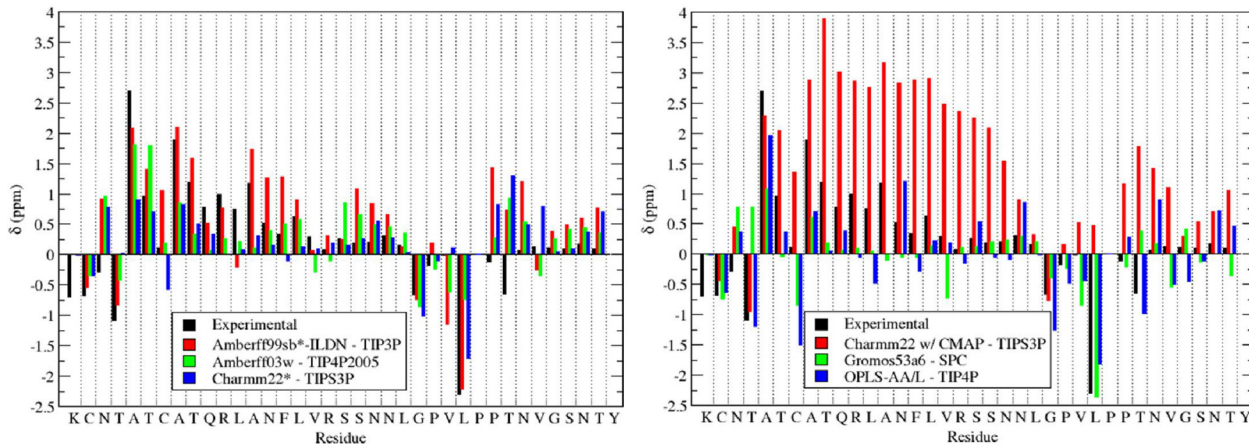 4
3.5
3
2.5
2
1.5
1
0.5
0
-0.5
-1
-1.5
-2
-2.5
δ (ppm)
Experimental
Amberff99sb*-ILDN - TIP3P
Amberff03w - TIP4P2005
Charmm22* - TIPS3P
K C N T A T C A T Q R L A N F L V R S S N N L G P V L P P T N V G S N T Y
Residue
4
3.5
3
2.5
2
1.5
1
0.5
0
-0.5
-1
-1.5
-2
-2.5
δ (ppm)
Experimental
Charmm22 w/ CMAP - TIPS3P
Gromos53a6 - SPC
OPLS-AA/L - TIP4P
K C N T A T C A T Q R L A N F L V R S S N N L G P V L P P T N V G S N T Y
Residue